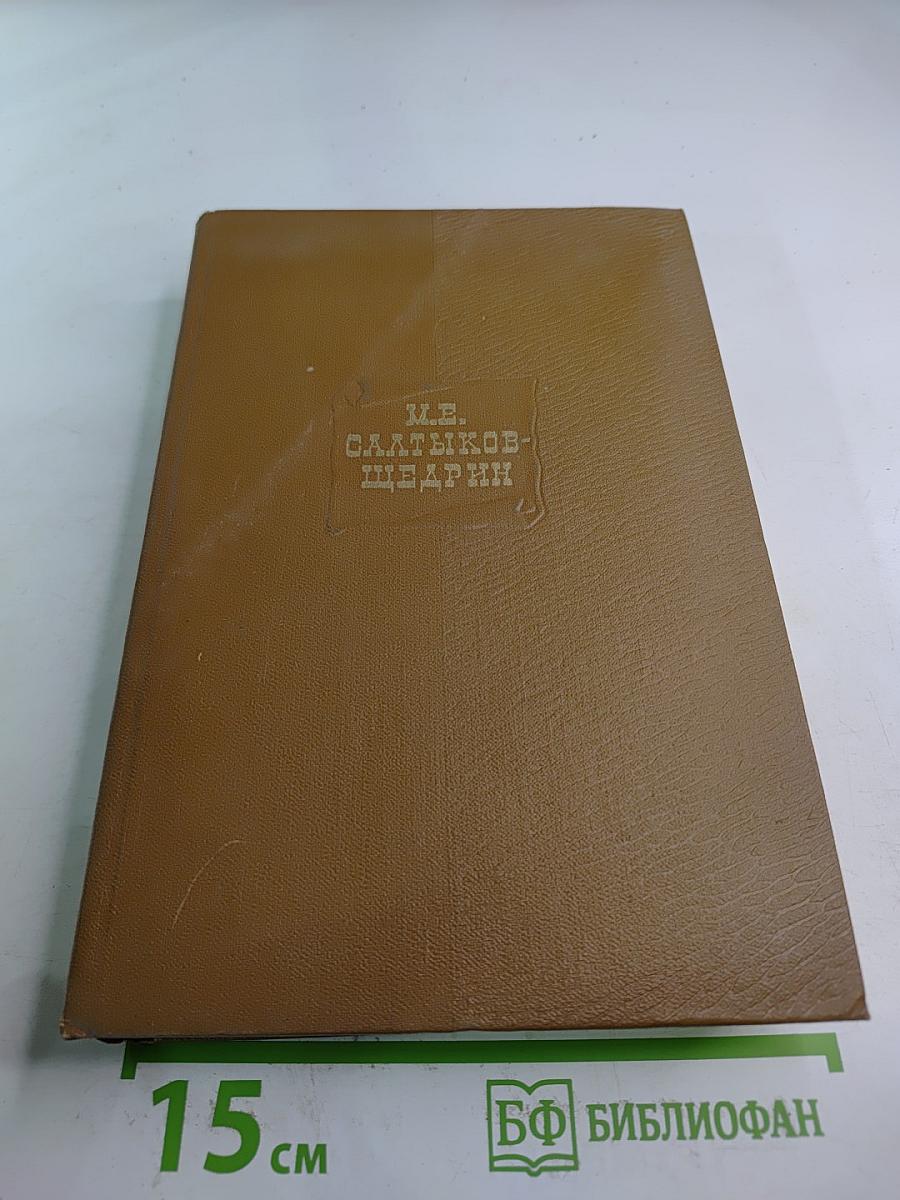 М.Е.
САЛТЫКОВ-
ЩЕДРИН
15 см
БФ БИБЛИОФАН